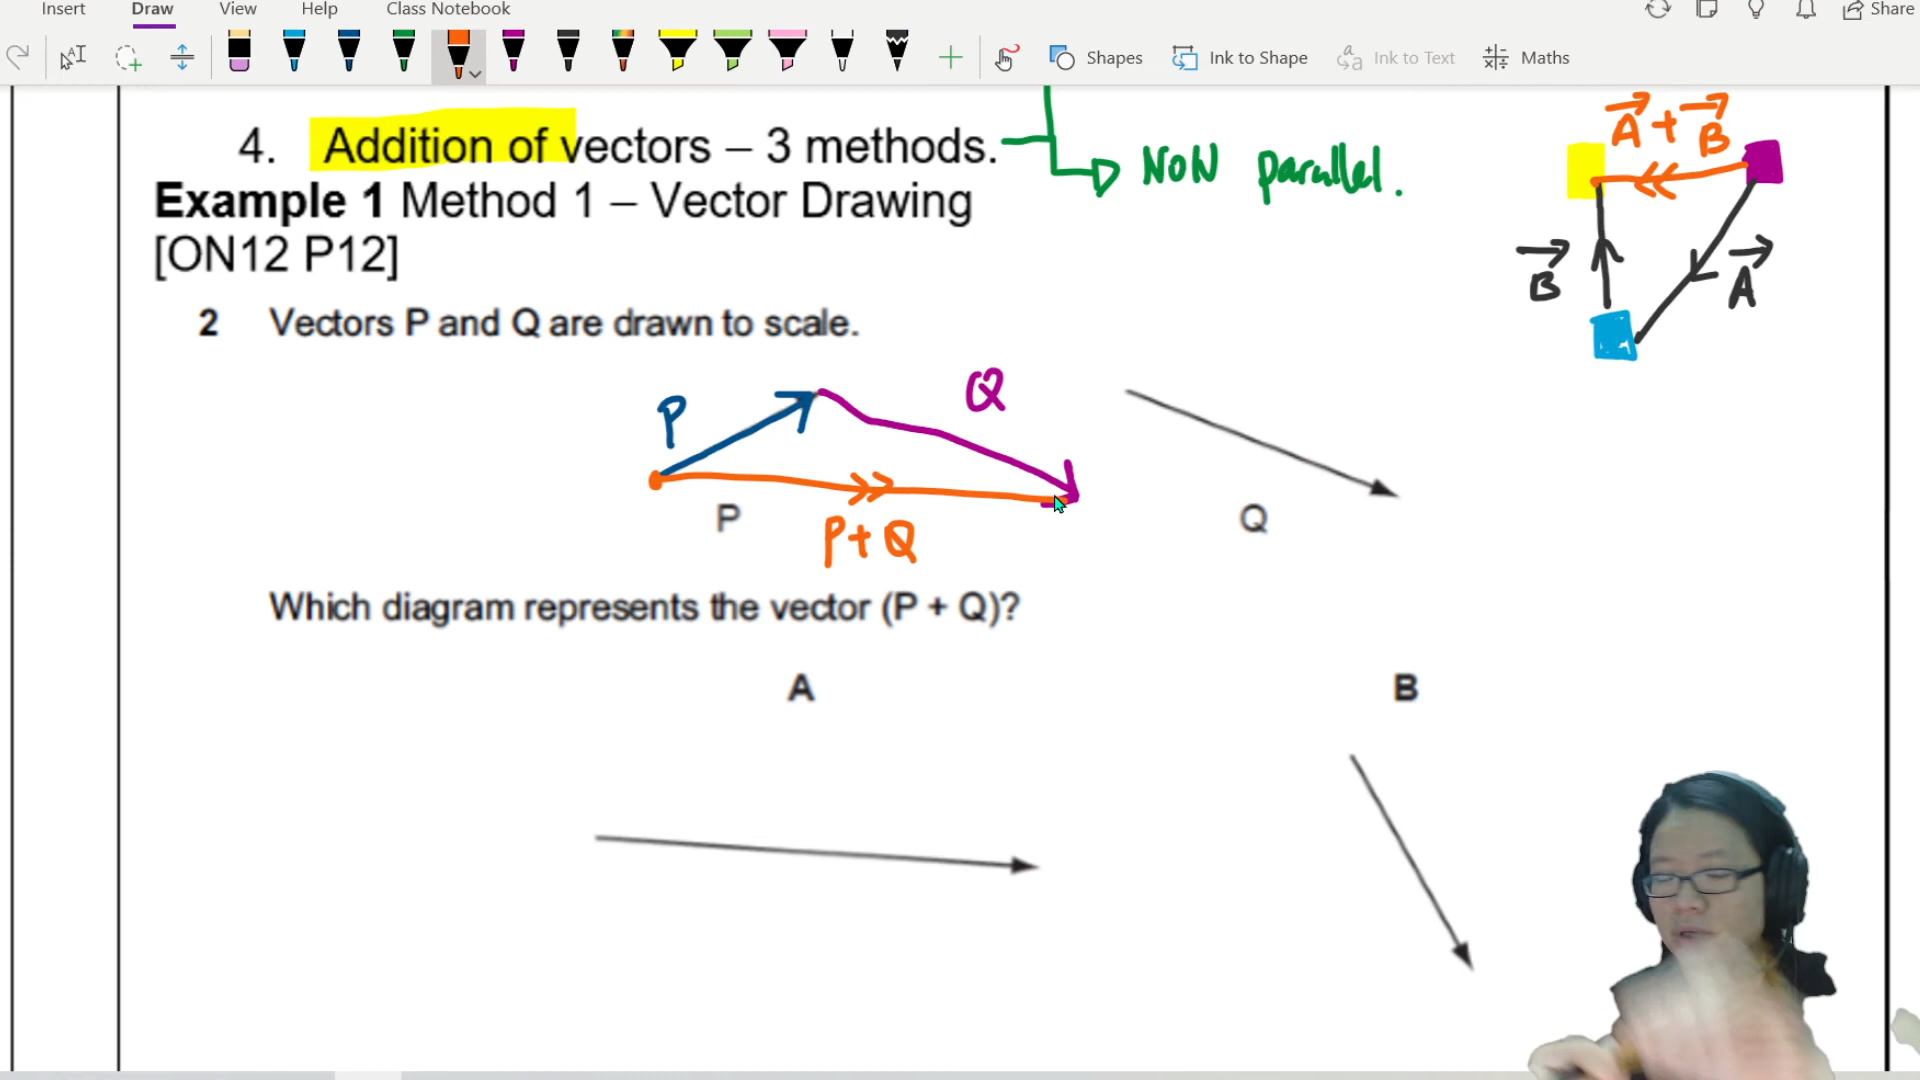 Insert Draw View Help Class Notebook Share
Shapes Ink to Shape Ink to Text Maths
4. Addition of vectors – 3 methods.
NON parallel.
Example 1 Method 1 – Vector Drawing
[ON12 P12]
A + B
B
A
2 Vectors P and Q are drawn to scale.
P
Q
P
Q
P+Q
Which diagram represents the vector (P + Q)?
A
B